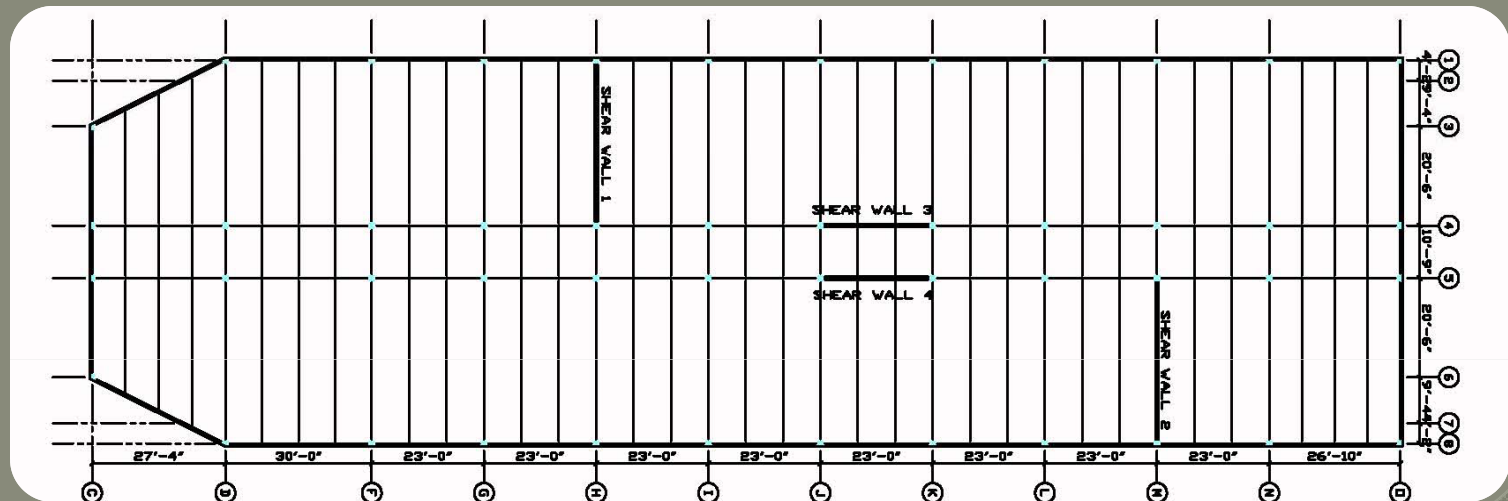 SHEAR WALL 1
SHEAR WALL 3
SHEAR WALL 4
SHEAR WALL 2
1
2
3
20'-6"
4
10'-9"
5
20'-6"
6
7
8
27'-4" 30'-0" 23'-0" 23'-0" 23'-0" 23'-0" 23'-0" 23'-0" 23'-0" 23'-0" 26'-10"
C F G H I J K L M N